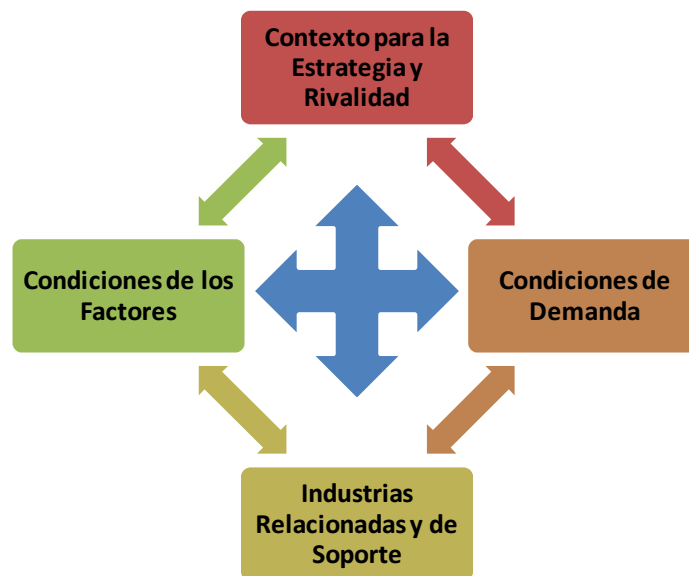 Contexto para la
Estrategia y
Rivalidad
Condiciones de los
Factores
Condiciones de
Demanda
Industrias
Relacionadas y de
Soporte